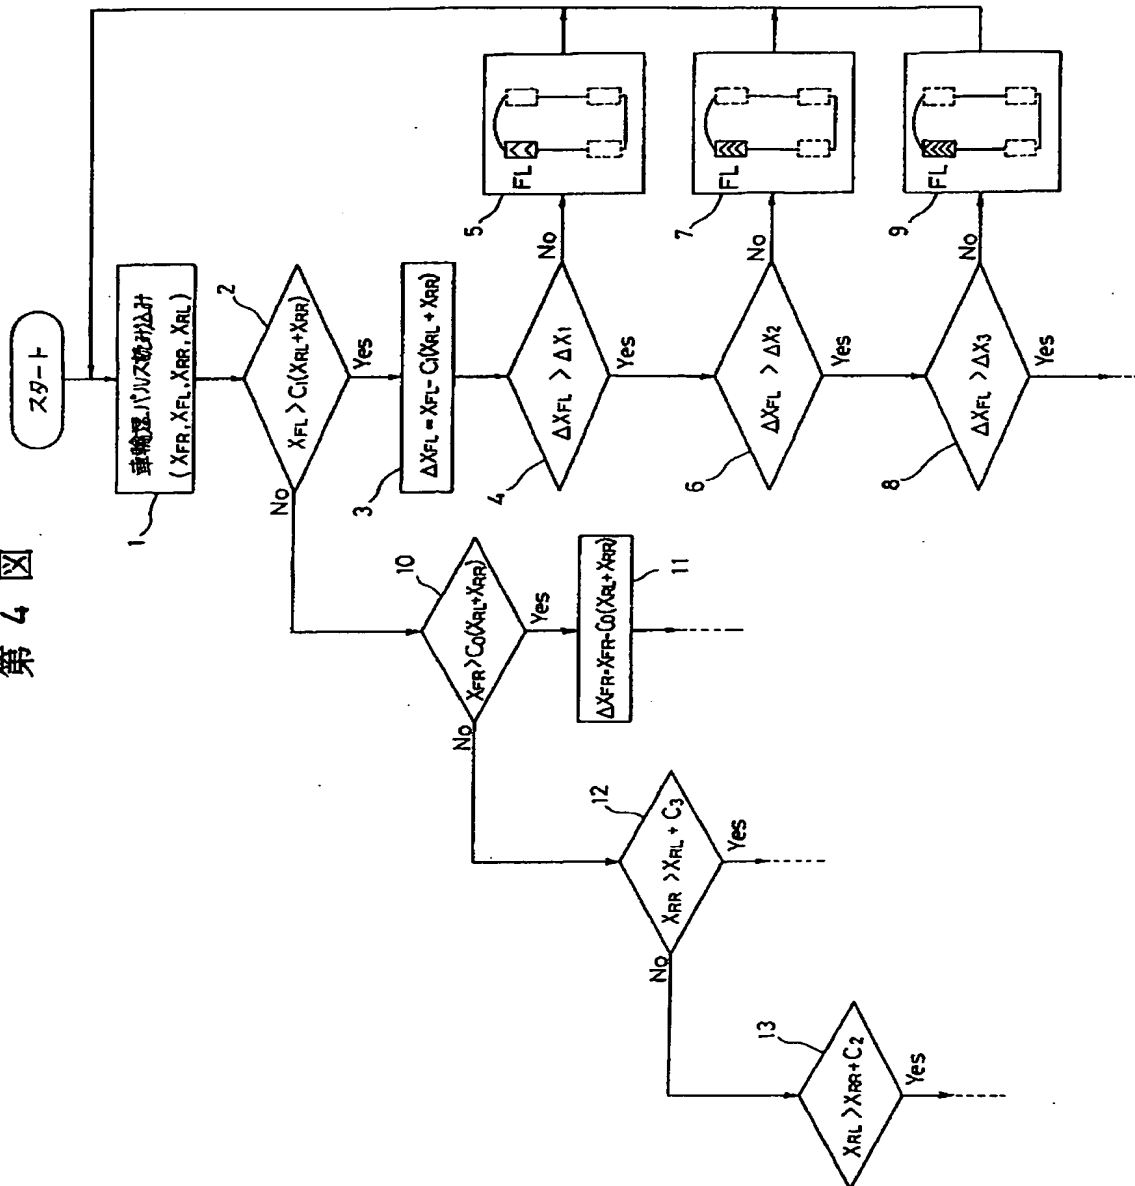 第 4 図
スタート
車輪速パルス読み込み
(XFR, XFL, XRR, XRL)
1
XFL > C1(XRL+XRR)
2
No
Yes
ΔXFL = XFL - C1(XRL + XRR)
3
ΔXFL > ΔX1
4
No
Yes
FL
5
ΔXFL > ΔX2
6
No
Yes
FL
7
ΔXFL > ΔX3
8
No
Yes
FL
9
XFR > C0(XRL+XRR)
10
No
Yes
ΔXFR = XFR - C0(XRL+XRR)
11
XRR > XRL + C3
12
No
Yes
XRL > XRR + C2
13
Yes